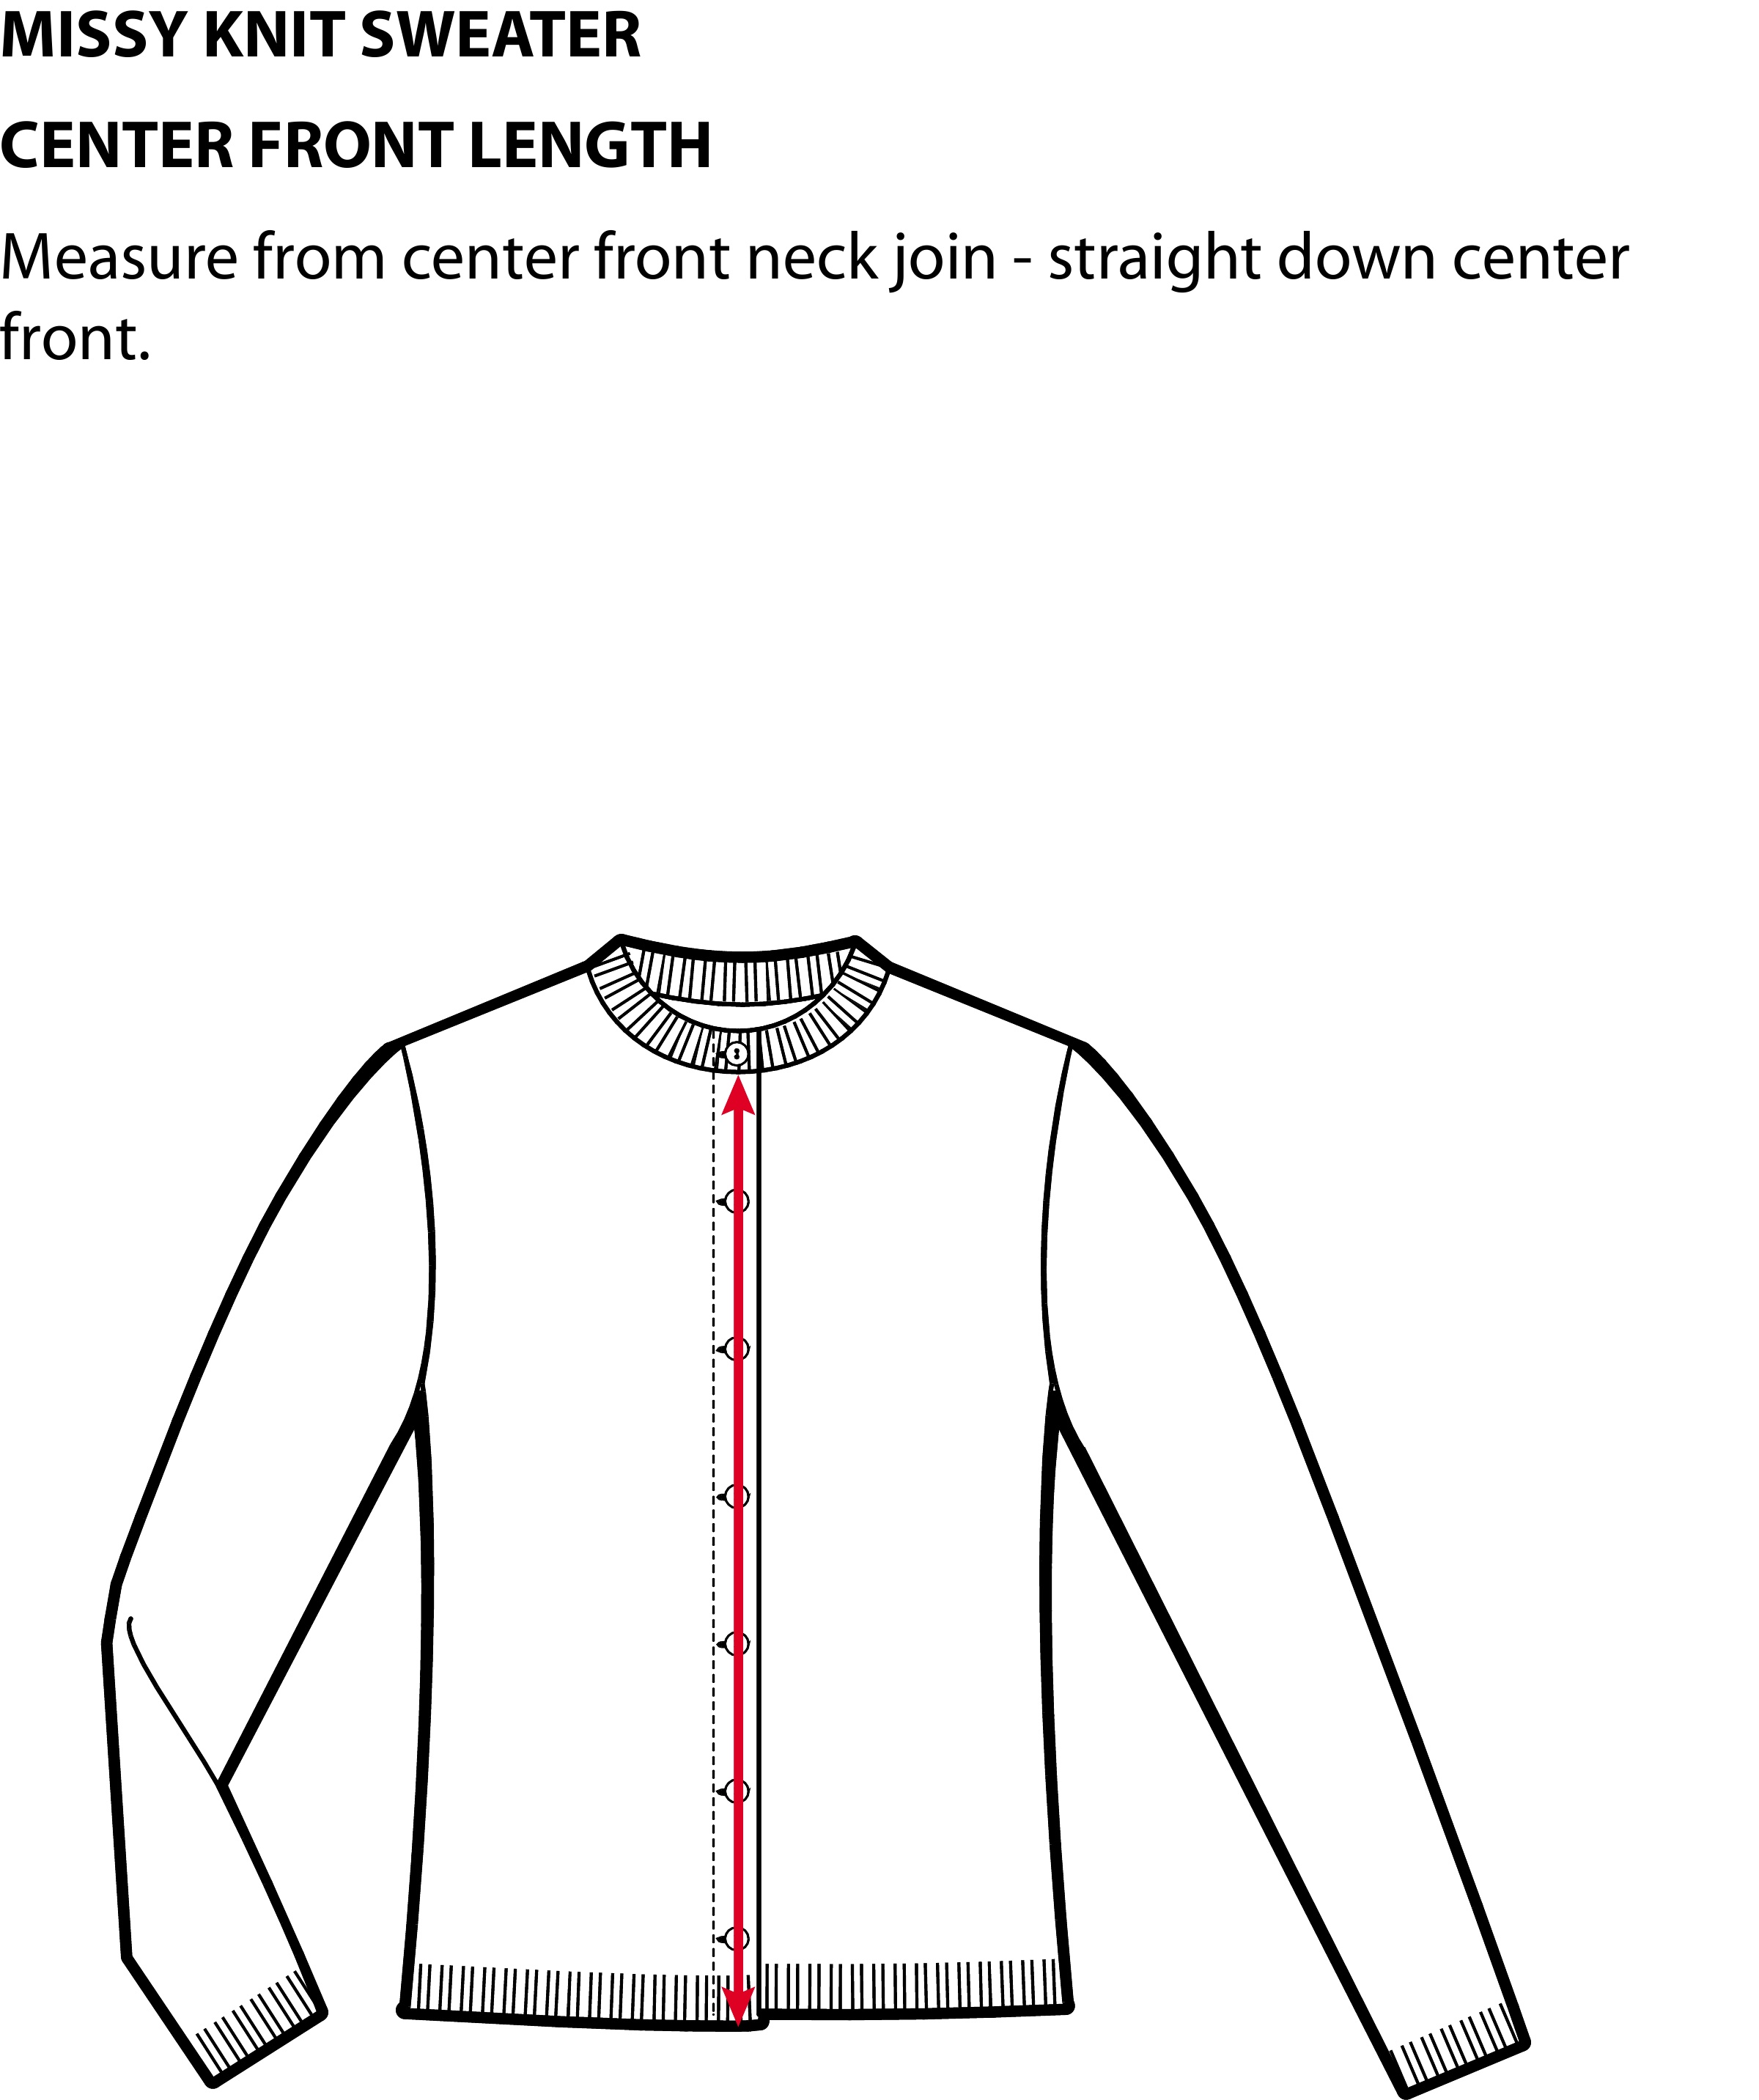 MISSY KNIT SWEATER
CENTER FRONT LENGTH
Measure from center front neck join - straight down center
front.